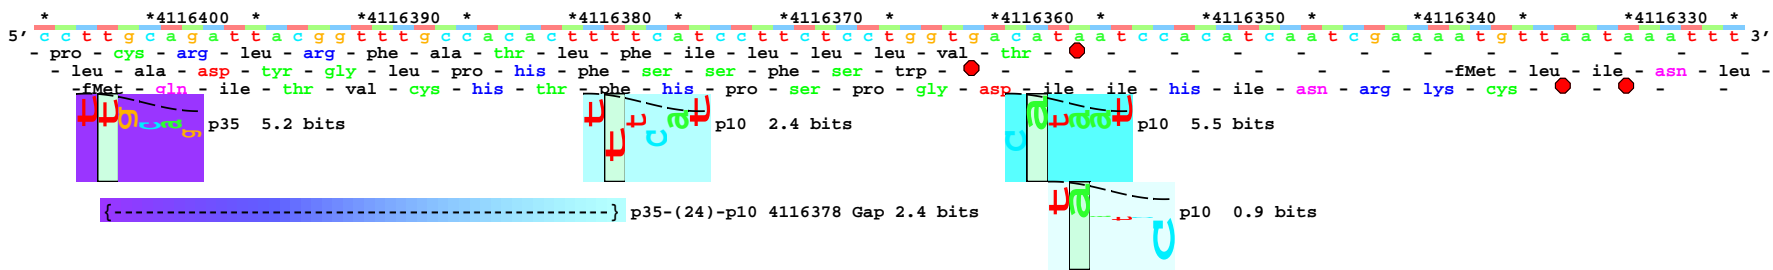 * *4116400 * *4116390 * *4116380 * *4116370 * *4116360 * *4116350 * *4116340 * *4116330 *
5' c c t t g c a g a t t a c g g t t t g c c a c a c t t t t c a t c c t t c t c c t g g t g a c a t a a t c c a c a t c a a t c g a a a a t g t t a a t a a a t t t 3'
- pro - cys - arg - leu - arg - phe - ala - thr - leu - phe - ile - leu - leu - leu - val - thr - - - - - - - - - - - -
- leu - ala - asp - tyr - gly - leu - pro - his - phe - ser - ser - phe - ser - trp - - - - - - - - -fMet - leu - ile - asn - leu -
-fMet - gln - ile - thr - val - cys - his - thr - phe - his - pro - ser - pro - gly - asp - ile - ile - his - ile - asn - arg - lys - cys - - - -
t t g c a g p35 5.2 bits
t t t c a t p10 2.4 bits
c a t a a t p10 5.5 bits
{------------------------------------------------} p35-(24)-p10 4116378 Gap 2.4 bits
t a a t c p10 0.9 bits